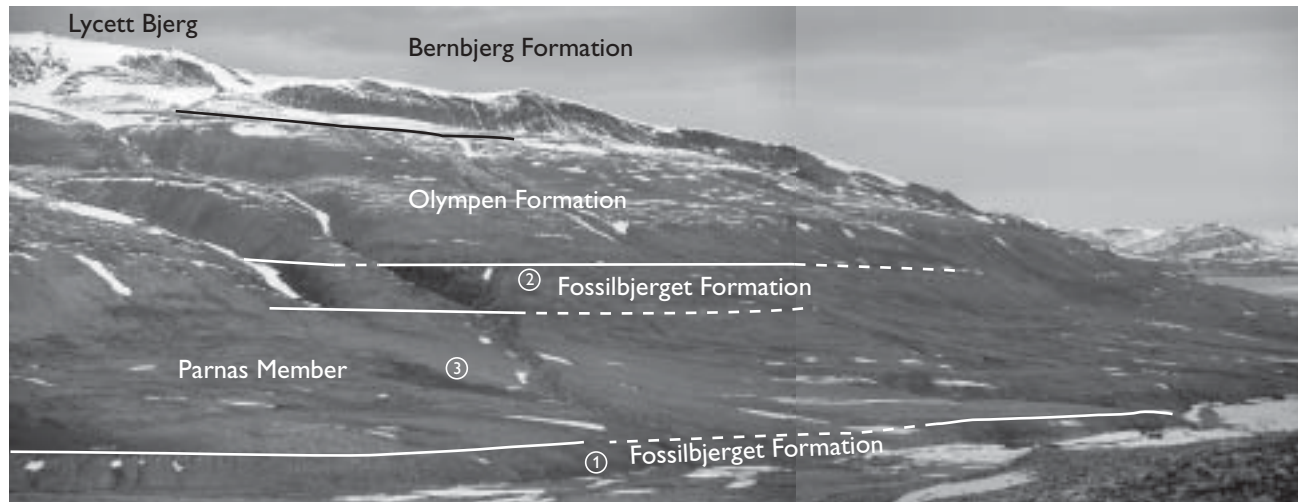 Lycett Bjerg
Bernbjerg Formation
Olympen Formation
② Fossilbjerget Formation
Parnas Member ③
① Fossilbjerget Formation